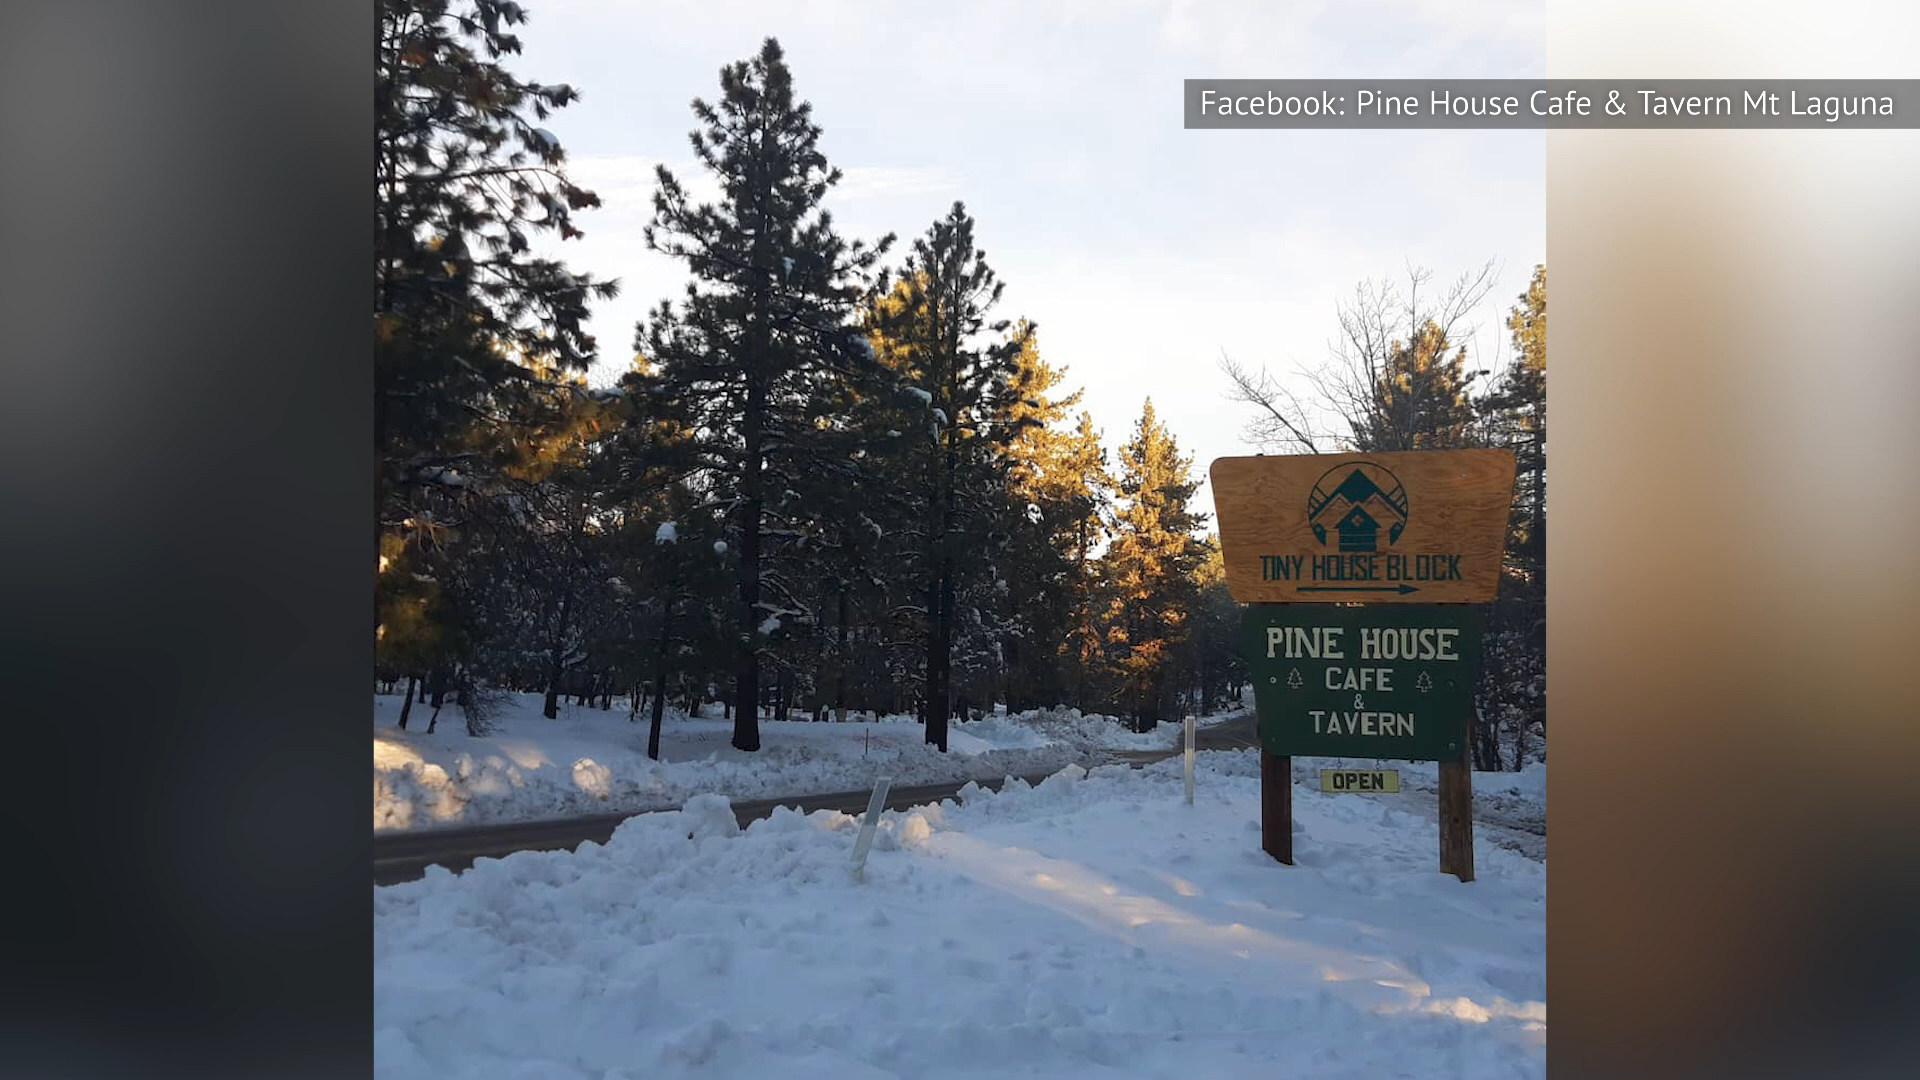 Facebook: Pine House Cafe & Tavern Mt Laguna
TINY HOUSE BLOCK
PINE HOUSE
CAFE
&
TAVERN
OPEN